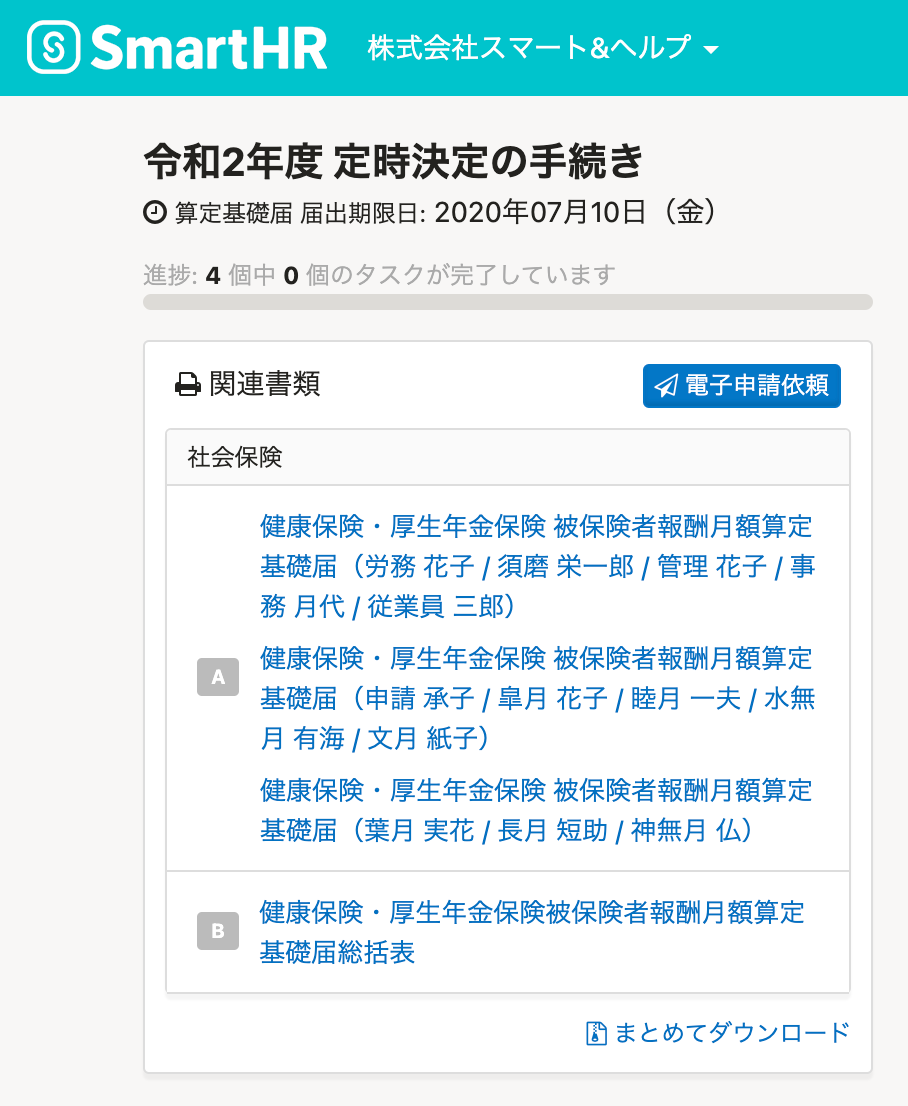 SmartHR 株式会社スマート&ヘルプ
令和2年度 定時決定の手続き
算定基礎届 届出期限日: 2020年07月10日（金）
進捗: 4 個中 0 個のタスクが完了しています
関連書類
電子申請依頼
社会保険
A
健康保険・厚生年金保険 被保険者報酬月額算定
基礎届（労務 花子 / 須磨 栄一郎 / 管理 花子 / 事
務 月代 / 従業員 三郎）
健康保険・厚生年金保険 被保険者報酬月額算定
基礎届（申請 承子 / 皐月 花子 / 睦月 一夫 / 水無
月 有海 / 文月 紙子）
健康保険・厚生年金保険 被保険者報酬月額算定
基礎届（葉月 実花 / 長月 短助 / 神無月 仏）
B
健康保険・厚生年金保険被保険者報酬月額算定
基礎届総括表
まとめてダウンロード